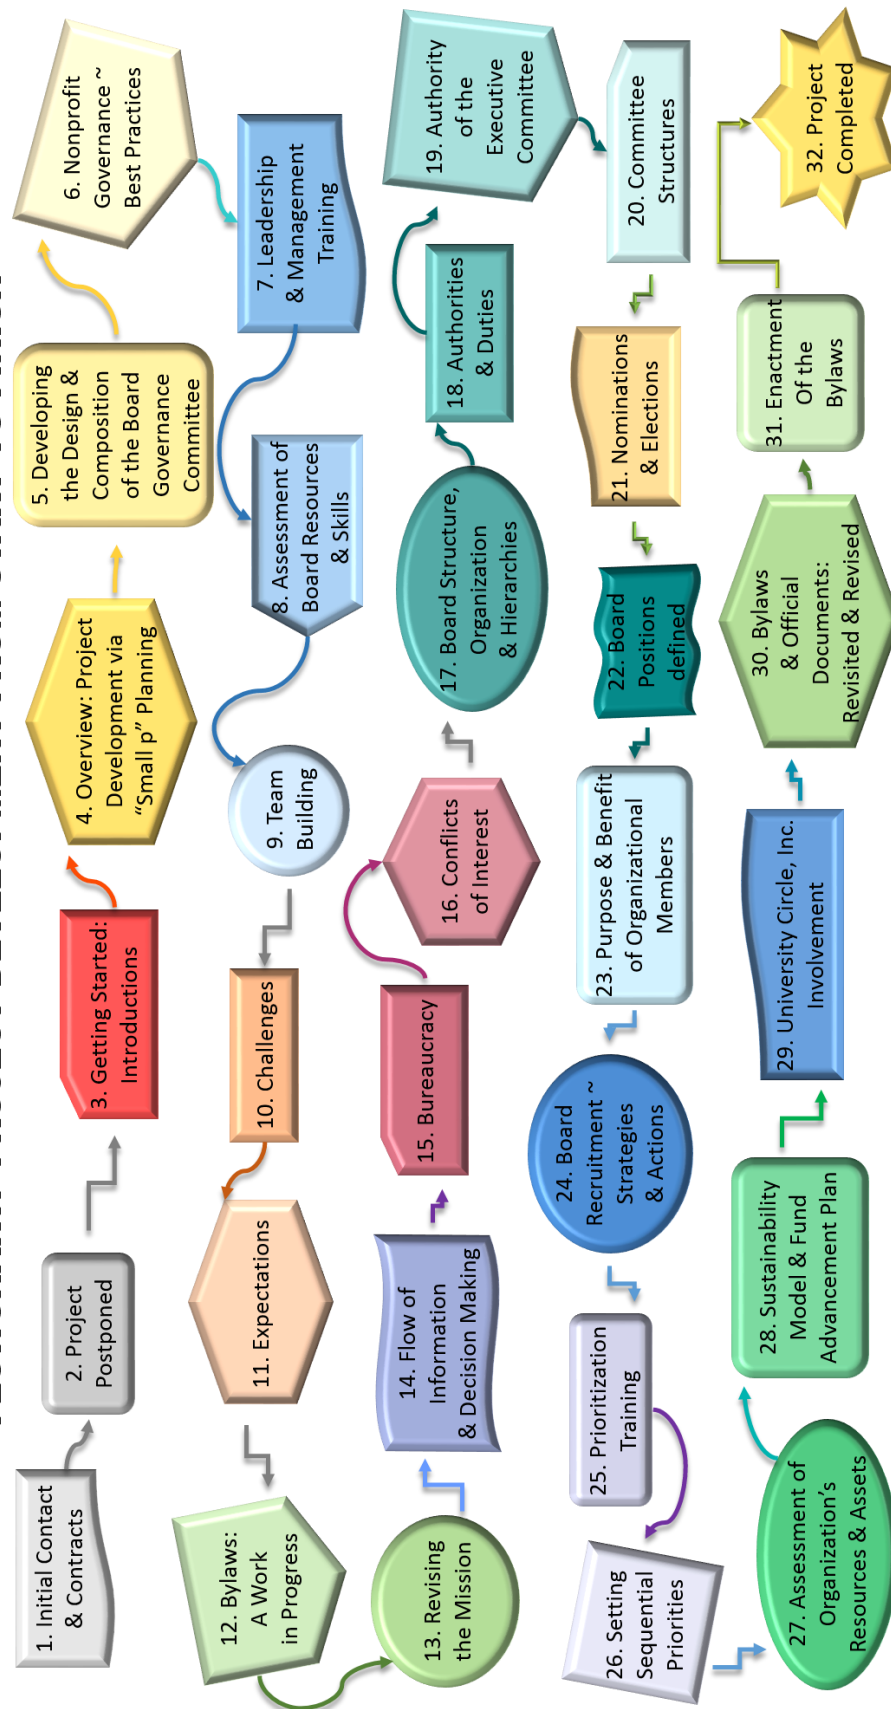 1. Initial Contact
& Contracts
2. Project
Postponed
3. Getting Started:
Introductions
4. Overview: Project
Development via
“Small p” Planning
5. Developing
the Design &
Composition
of the Board
Governance
Committee
6. Nonprofit
Governance ~
Best Practices
7. Leadership
& Management
Training
8. Assessment of
Board Resources
& Skills
9. Team
Building
10. Challenges
11. Expectations
12. Bylaws:
A Work
in Progress
13. Revising
the Mission
14. Flow of
Information
& Decision Making
15. Bureaucracy
16. Conflicts
of Interest
17. Board Structure,
Organization
& Hierarchies
18. Authorities
& Duties
19. Authority
of the
Executive
Committee
20. Committee
Structures
21. Nominations
& Elections
22. Board
Positions
defined
23. Purpose & Benefit
of Organizational
Members
24. Board
Recruitment ~
Strategies
& Actions
25. Prioritization
Training
26. Setting
Sequential
Priorities
27. Assessment of
Organization’s
Resources & Assets
28. Sustainability
Model & Fund
Advancement Plan
29. University Circle, Inc.
Involvement
30. Bylaws
& Official
Documents:
Revisited & Revised
31. Enactment
Of the
Bylaws
32. Project
Completed